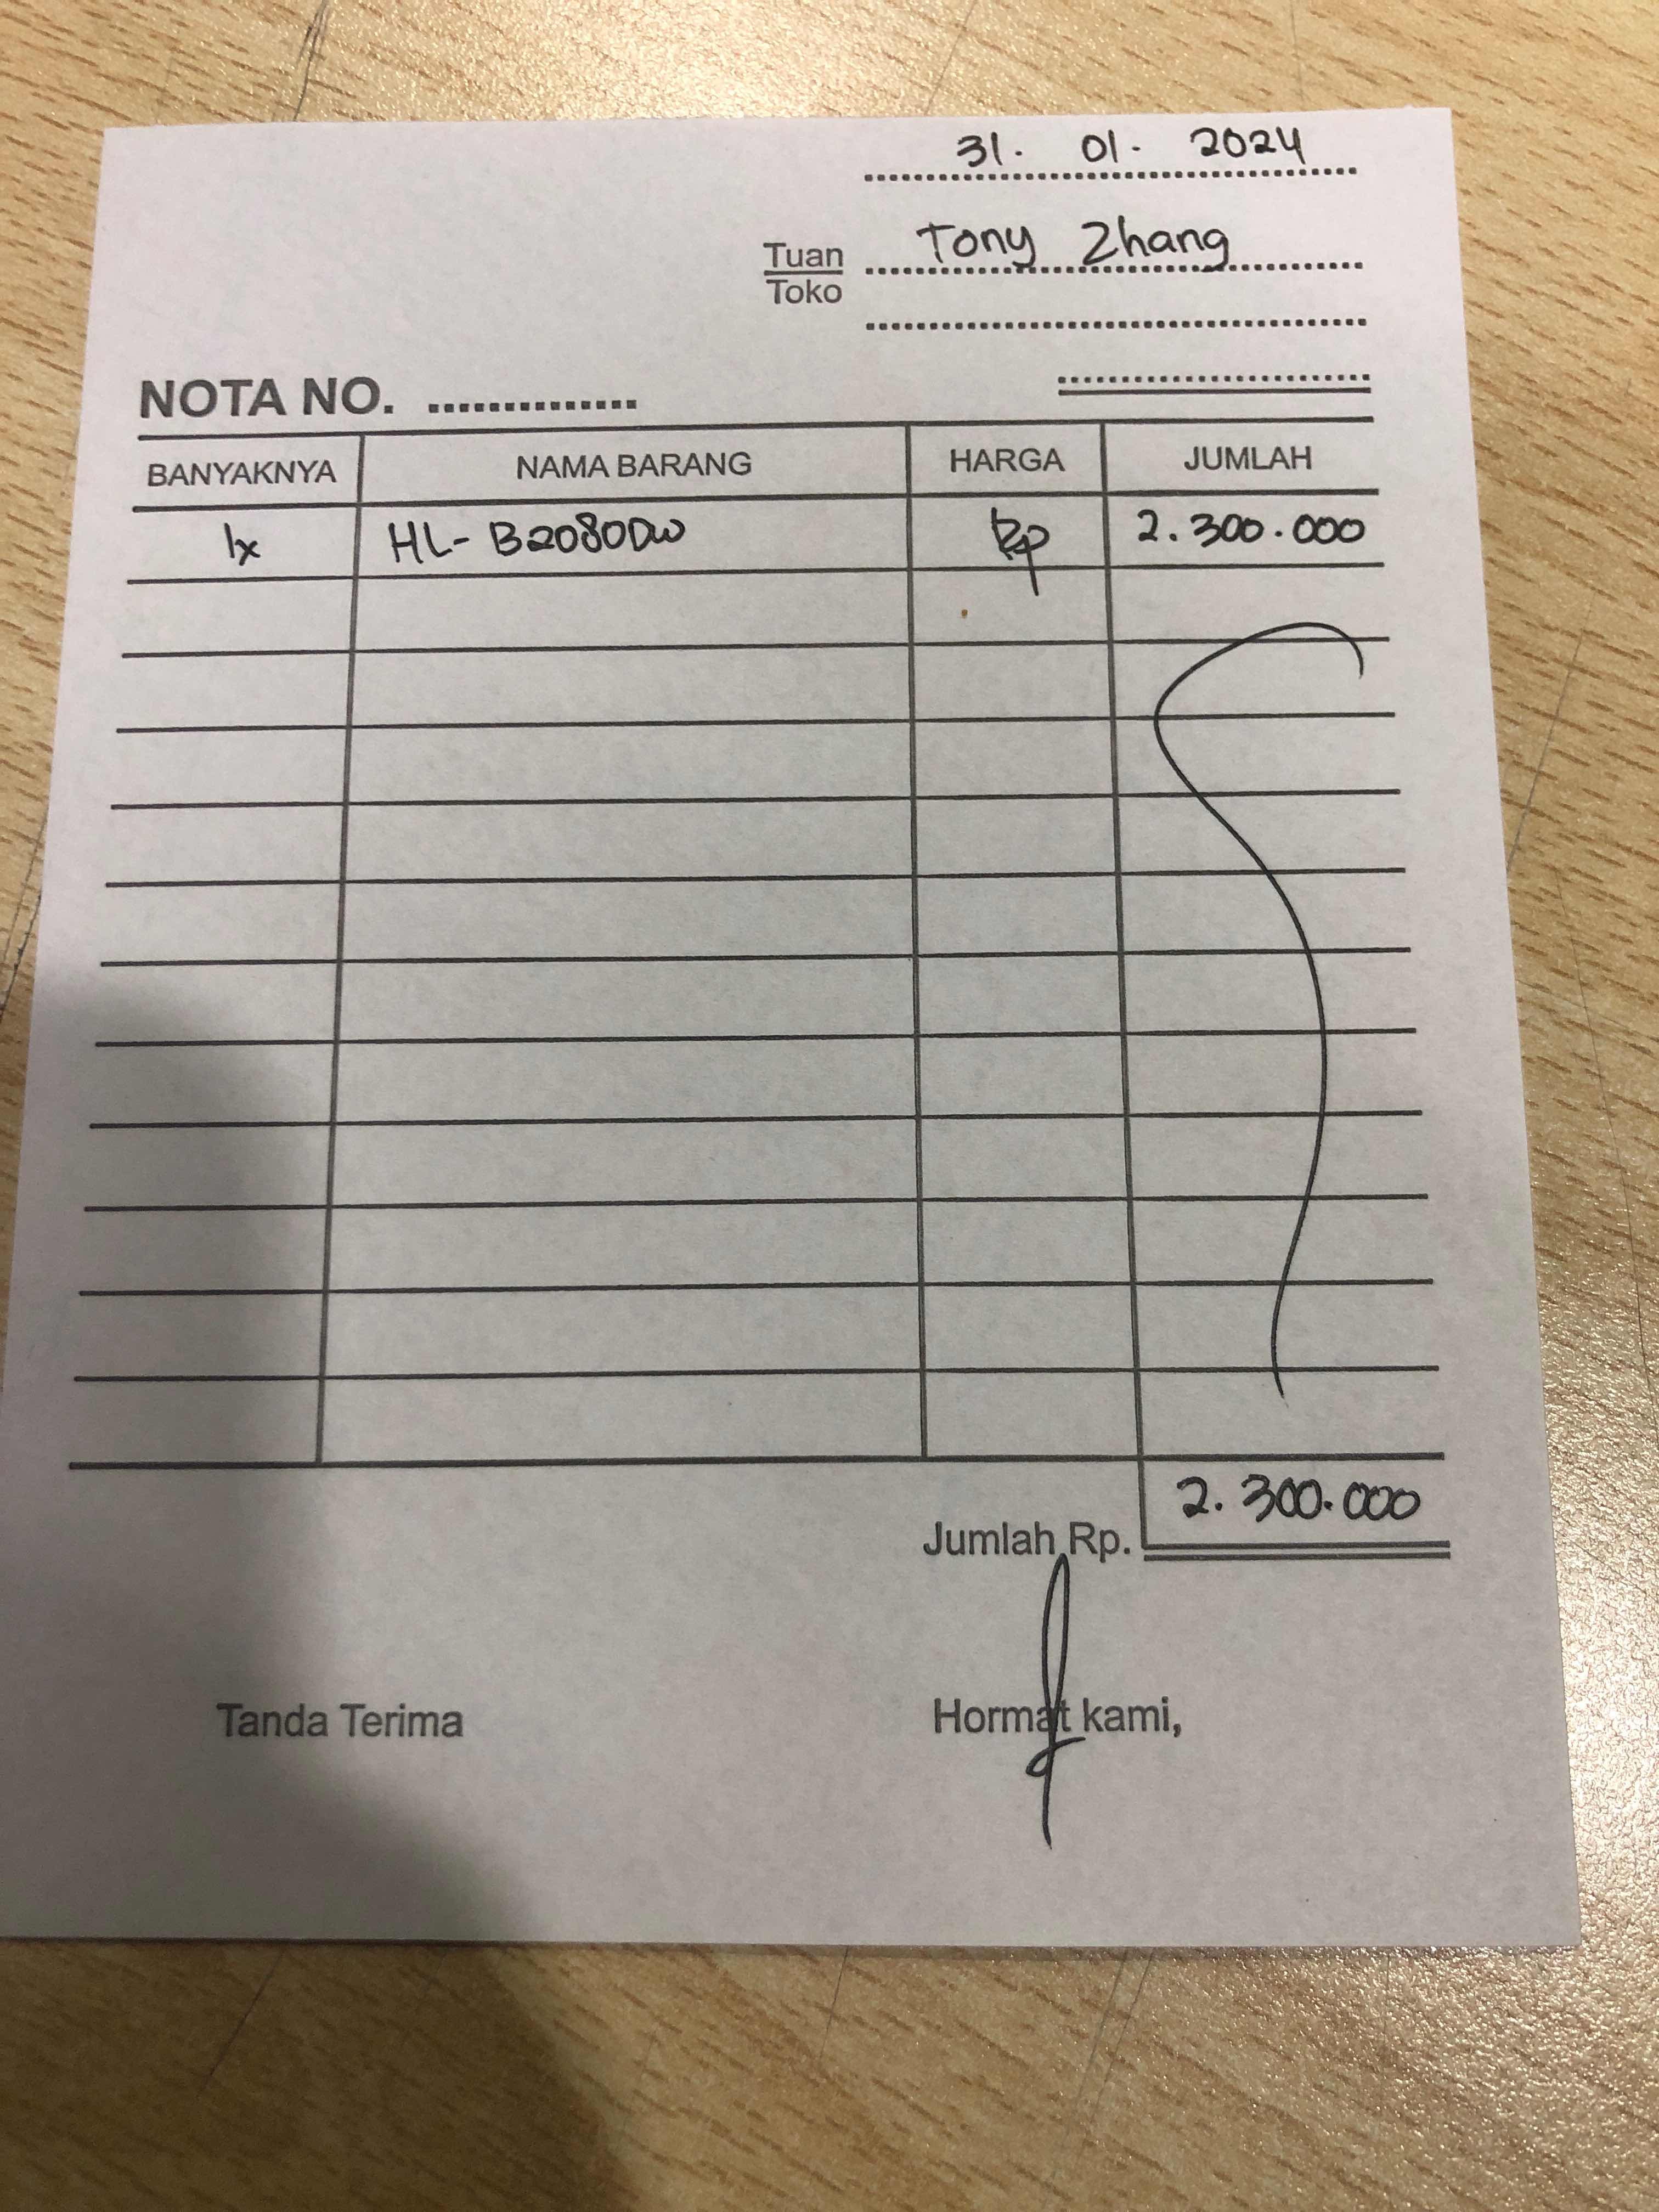 31. 01. 2024
Tuan Tony Zhang
Toko
NOTA NO. ..............
BANYAKNYA NAMA BARANG HARGA JUMLAH
1x HL-B2080DW Rp 2.300.000
Jumlah Rp. 2.300.000
Tanda Terima Hormat kami,